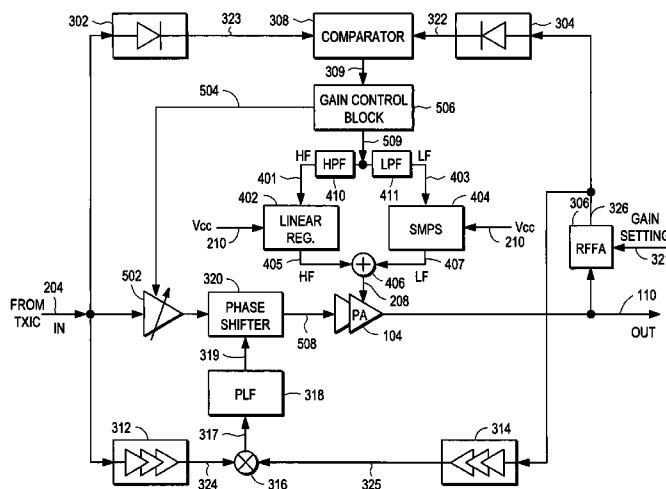 302
323
308
COMPARATOR
322
304
309
504
GAIN CONTROL
BLOCK
506
509
HF
HPF
LPF
LF
401
410
411
403
402
404
Vcc
210
LINEAR
REG.
SMPS
Vcc
210
306
326
RFFA
GAIN
SETTING
321
405
HF
406
LF
407
204
FROM
TXIC
IN
502
320
PHASE
SHIFTER
508
208
PA
104
110
OUT
319
PLF
318
317
312
324
316
325
314